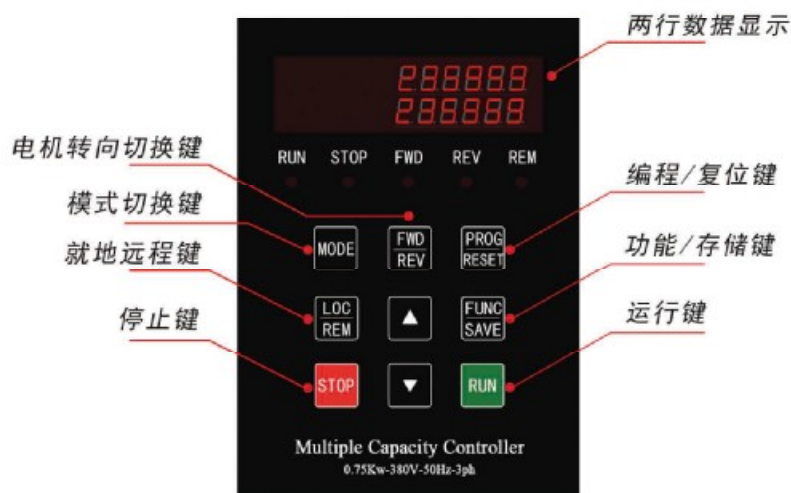 两行数据显示
288888
288888
电机转向切换键
RUN STOP FWD REV REM
编程/复位键
模式切换键
MODE
FWD
REV
PROG
RESET
就地远程键
功能/存储键
LOC
REM
▲
FUNC
SAVE
停止键
运行键
STOP
▼
RUN
Multiple Capacity Controller
0.75Kw-380V-50Hz-3ph